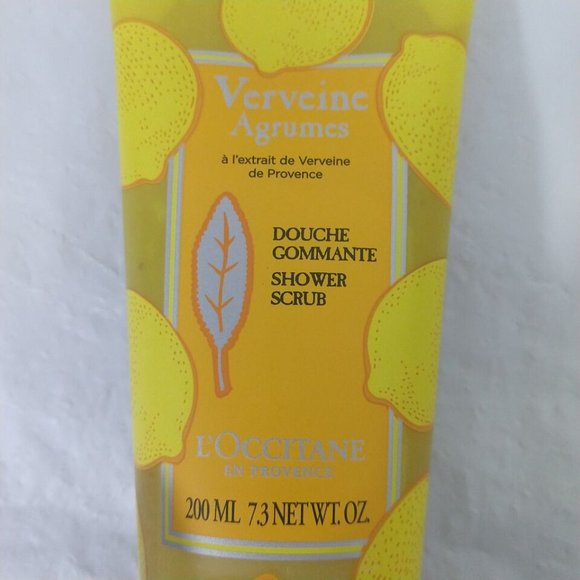 Verveine
Agrumes
à l'extrait de Verveine
de Provence
DOUCHE
GOMMANTE
SHOWER
SCRUB
L'OCCITANE
EN PROVENCE
200 ML 7.3 NET WT. OZ.